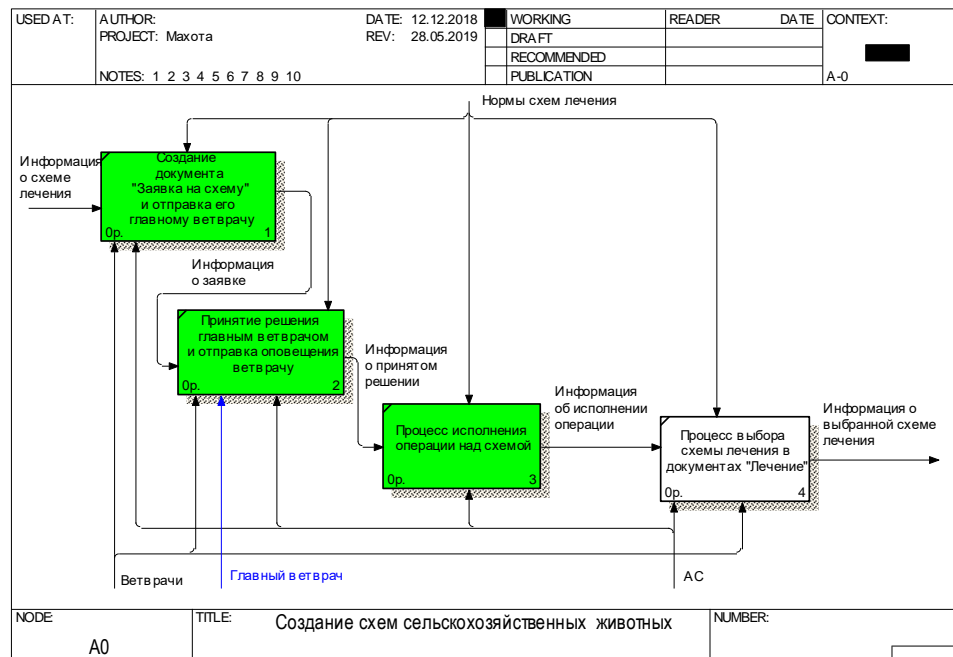 USED AT:
AUTHOR:
DATE: 12.12.2018
WORKING
READER
DATE
CONTEXT:
PROJECT: Махота
REV: 28.05.2019
DRAFT
RECOMMENDED
NOTES: 1 2 3 4 5 6 7 8 9 10
PUBLICATION
A-0
Нормы схем лечения
Информация
о схеме
лечения
Создание
документа
"Заявка на схему"
и отправка его
главному ветврачу
0р.
1
Информация
о заявке
Принятие решения
главным ветврачом
и отправка оповещения
ветврачу
0р.
2
Информация
о принятом
решении
Процесс исполнения
операции над схемой
0р.
3
Информация
об исполнении
операции
Процесс выбора
схемы лечения в
документах "Лечение"
0р.
4
Информация о
выбранной схеме
лечения
Ветврачи
Главный ветврач
АС
NODE:
TITLE:
NUMBER:
Создание схем сельскохозяйственных животных
A0